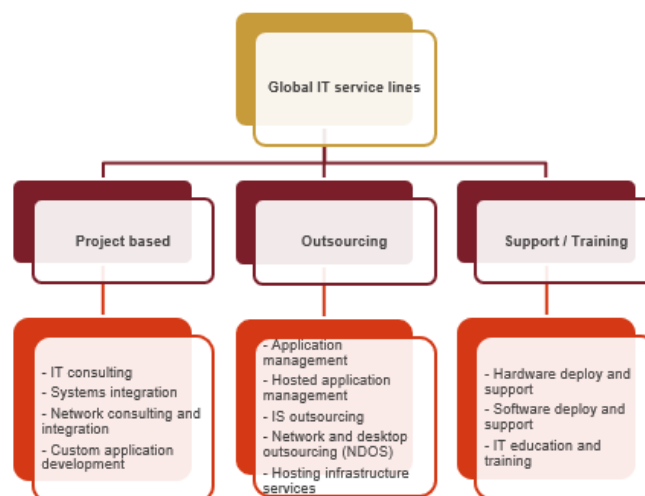 Global IT service lines
Project based
Outsourcing
Support / Training
- IT consulting
- Systems integration
- Network consulting and
integration
- Custom application
development
- Application
management
- Hosted application
management
- IS outsourcing
- Network and desktop
outsourcing (NDOS)
- Hosting infrastructure
services
- Hardware deploy and
support
- Software deploy and
support
- IT education and
training